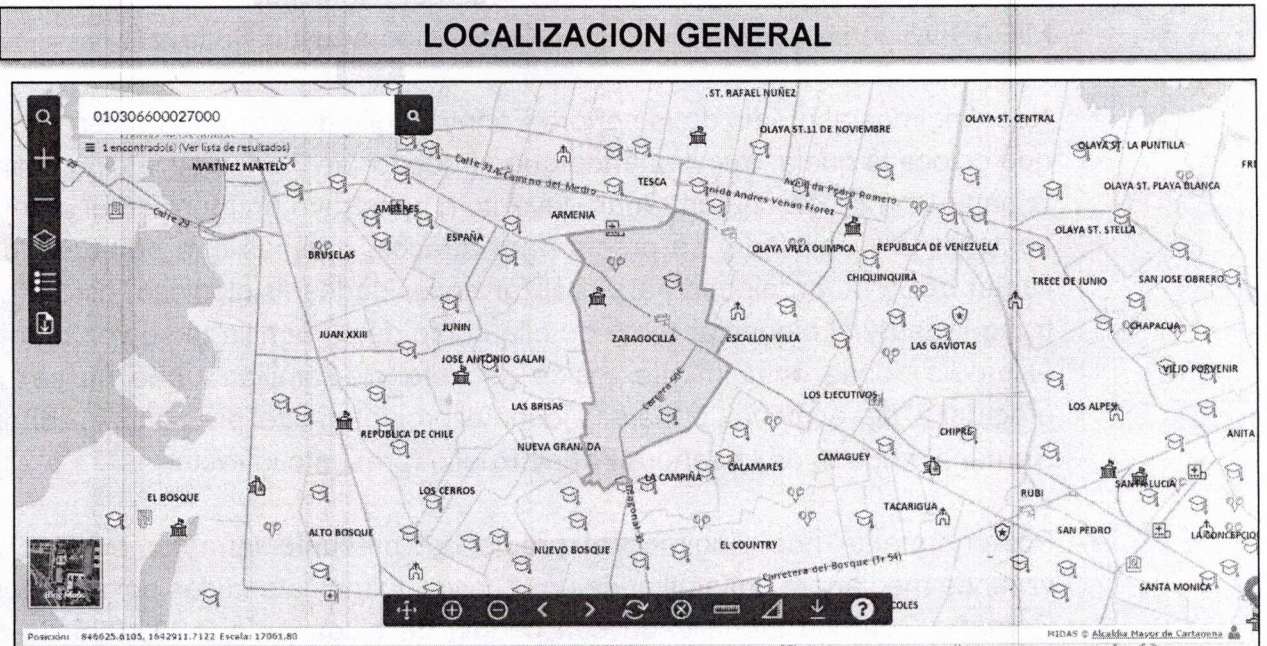 LOCALIZACION GENERAL
. ST. RAFAEL NUÑEZ
010306600027000
OLAYA ST. CENTRAL
1 encontrado(s) (Ver lista de resultados)
OLAYA ST.11 DE NOVIEMBRE
OLAYA ST. LA PUNTILLA
MARTINEZ MARTELO
Calle 31A Camino del Medio
FRE
TESCA
Avenida Pedro Romero
OLAYA ST. PLAYA BLANCA
Avenida Andres Venao Florez
Calle 29
AMBERES
ARMENIA
OLAYA ST. STELLA
ESPAÑA
BRUSELAS
OLAYA VILLA OLIMPICA
REPUBLICA DE VENEZUELA
CHIQUINQUIRA
TRECE DE JUNIO
SAN JOSE OBRERO
JUNIN
JUAN XXIII
CHAPACUA
ZARAGOCILLA
ESCALLON VILLA
LAS GAVIOTAS
JOSE ANTONIO GALAN
VIEJO PORVENIR
LOS EJECUTIVOS
LAS BRISAS
LOS ALPES
REPUBLICA DE CHILE
CHIPRE
ANITA
NUEVA GRANADA
CAMAGUEY
CALAMARES
LA CAMPIÑA
SANTA LUCIA
LOS CERROS
EL BOSQUE
RUBI
TACARIGUA
ALTO BOSQUE
SAN PEDRO
LA CONCEPCIO
NUEVO BOSQUE
EL COUNTRY
Carretera del Bosque (Tr 54)
SANTA MONICA
COLES
Posición: 846625.6105, 1642911.7122 Escala: 17061.80
MIDAS © Alcaldía Mayor de Cartagena